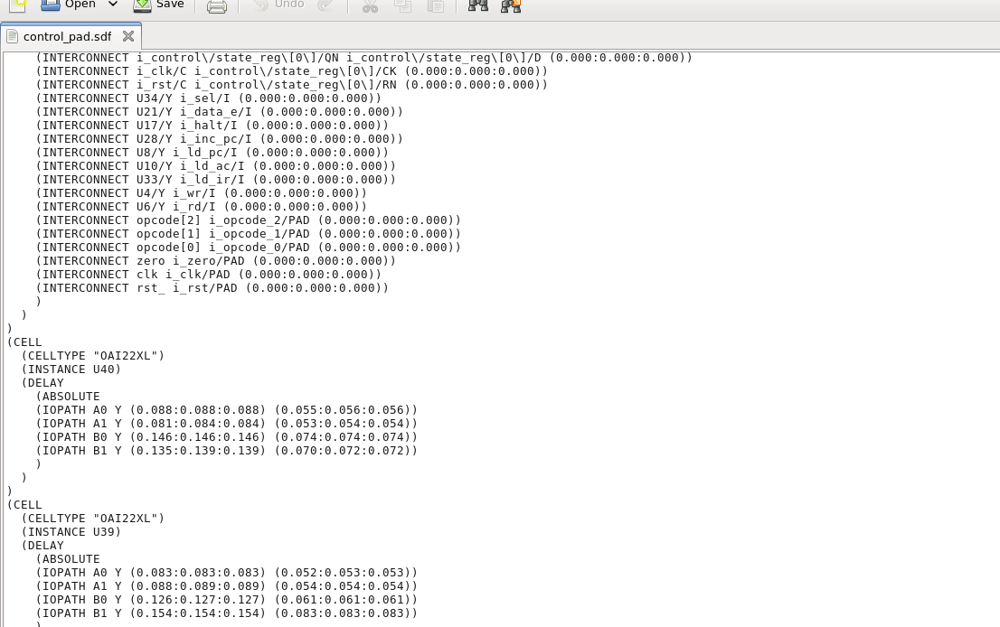 Open Save Undo
control_pad.sdf
(INTERCONNECT i_control\/state_reg\[0\]/QN i_control\/state_reg\[0\]/D (0.000:0.000:0.000))
(INTERCONNECT i_clk/C i_control\/state_reg\[0\]/CK (0.000:0.000:0.000))
(INTERCONNECT i_rst/C i_control\/state_reg\[0\]/RN (0.000:0.000:0.000))
(INTERCONNECT U34/Y i_sel/I (0.000:0.000:0.000))
(INTERCONNECT U21/Y i_data_e/I (0.000:0.000:0.000))
(INTERCONNECT U17/Y i_halt/I (0.000:0.000:0.000))
(INTERCONNECT U28/Y i_inc_pc/I (0.000:0.000:0.000))
(INTERCONNECT U8/Y i_ld_pc/I (0.000:0.000:0.000))
(INTERCONNECT U10/Y i_ld_ac/I (0.000:0.000:0.000))
(INTERCONNECT U33/Y i_ld_ir/I (0.000:0.000:0.000))
(INTERCONNECT U4/Y i_wr/I (0.000:0.000:0.000))
(INTERCONNECT U6/Y i_rd/I (0.000:0.000:0.000))
(INTERCONNECT opcode[2] i_opcode_2/PAD (0.000:0.000:0.000))
(INTERCONNECT opcode[1] i_opcode_1/PAD (0.000:0.000:0.000))
(INTERCONNECT opcode[0] i_opcode_0/PAD (0.000:0.000:0.000))
(INTERCONNECT zero i_zero/PAD (0.000:0.000:0.000))
(INTERCONNECT clk i_clk/PAD (0.000:0.000:0.000))
(INTERCONNECT rst_ i_rst/PAD (0.000:0.000:0.000))
)
)
)
(CELL
(CELLTYPE "OAI22XL")
(INSTANCE U40)
(DELAY
(ABSOLUTE
(IOPATH A0 Y (0.088:0.088:0.088) (0.055:0.056:0.056))
(IOPATH A1 Y (0.081:0.084:0.084) (0.053:0.054:0.054))
(IOPATH B0 Y (0.146:0.146:0.146) (0.074:0.074:0.074))
(IOPATH B1 Y (0.135:0.139:0.139) (0.070:0.072:0.072))
)
)
)
(CELL
(CELLTYPE "OAI22XL")
(INSTANCE U39)
(DELAY
(ABSOLUTE
(IOPATH A0 Y (0.083:0.083:0.083) (0.052:0.053:0.053))
(IOPATH A1 Y (0.088:0.089:0.089) (0.054:0.054:0.054))
(IOPATH B0 Y (0.126:0.127:0.127) (0.061:0.061:0.061))
(IOPATH B1 Y (0.154:0.154:0.154) (0.083:0.083:0.083))
)